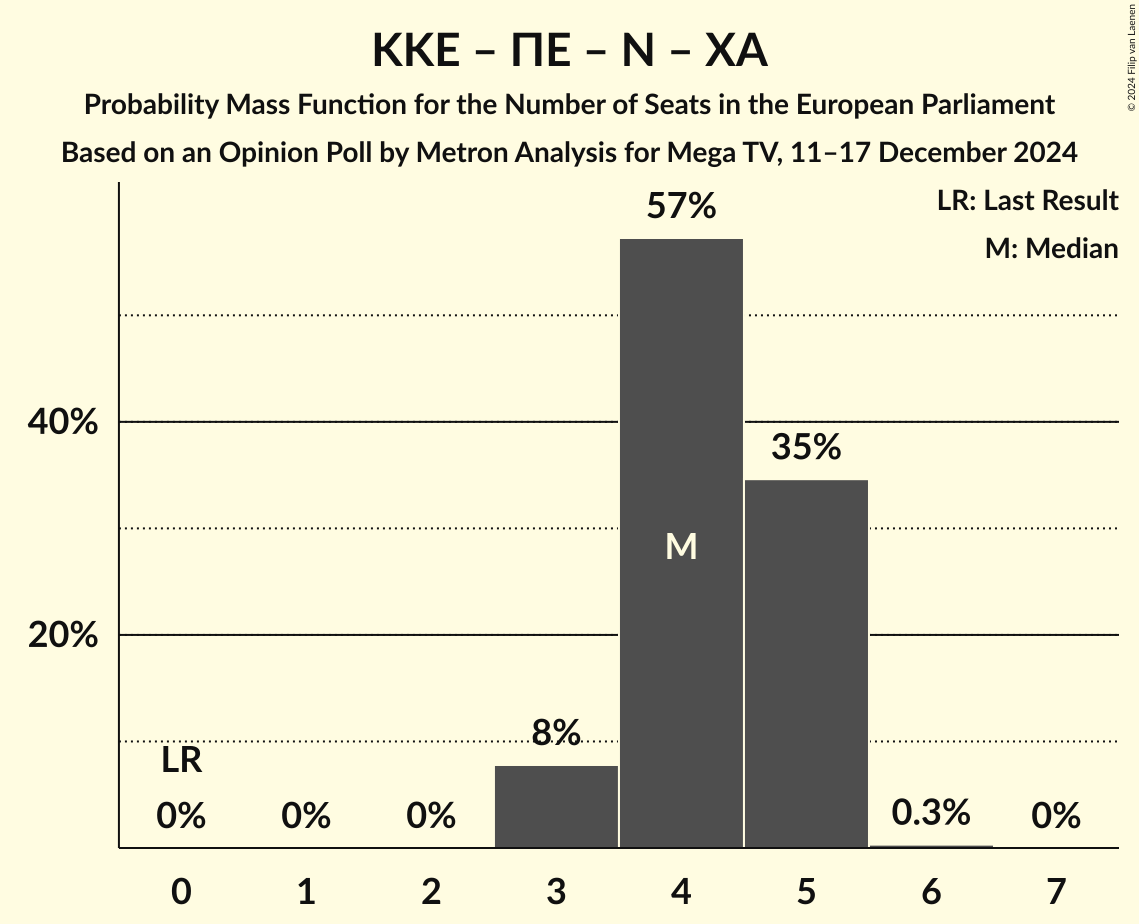 ΚΚΕ – ΠΕ – Ν – ΧΑ
Probability Mass Function for the Number of Seats in the European Parliament
Based on an Opinion Poll by Metron Analysis for Mega TV, 11–17 December 2024
© 2024 Filip van Laenen
LR: Last Result
M: Median
57%
40%
35%
M
20%
8%
LR
0% 0% 0% 0.3% 0%
0 1 2 3 4 5 6 7